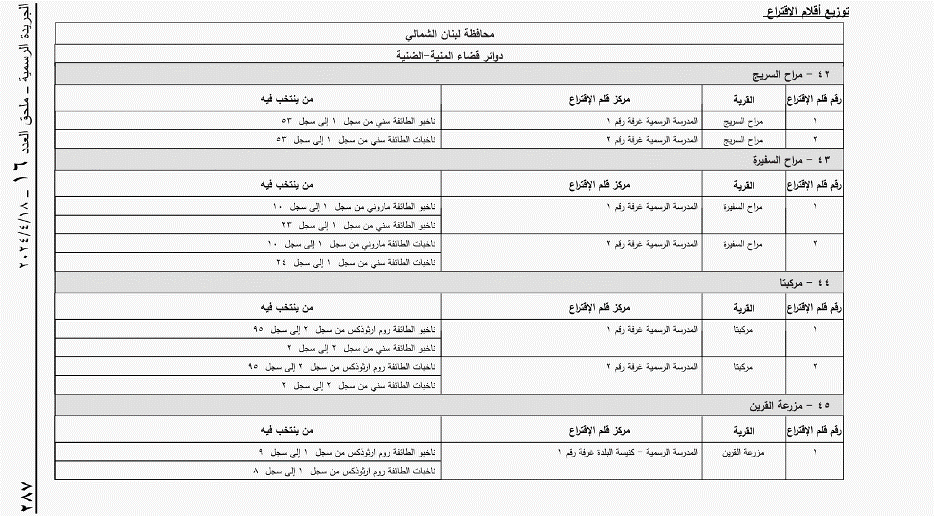 توزيع أقلام الإقتراع
محافظة لبنان الشمالي
دوائر قضاء المنية-الضنية
٤٢ - مراح السريج
رقم قلم الإقتراع القرية مركز قلم الإقتراع من ينتخب فيه
١ مراح السريج المدرسة الرسمية غرفة رقم ١ ناخبو الطائفة سني من سجل ١ إلى سجل ٥٣
٢ مراح السريج المدرسة الرسمية غرفة رقم ٢ ناخبات الطائفة سني من سجل ١ إلى سجل ٥٣
٤٣ - مراح السفيرة
رقم قلم الإقتراع القرية مركز قلم الإقتراع من ينتخب فيه
١ مراح السفيرة المدرسة الرسمية غرفة رقم ١ ناخبو الطائفة ماروني من سجل ١ إلى سجل ١٠
ناخبو الطائفة سني من سجل ١ إلى سجل ٢٣
٢ مراح السفيرة المدرسة الرسمية غرفة رقم ٢ ناخبات الطائفة ماروني من سجل ١ إلى سجل ١٠
ناخبات الطائفة سني من سجل ١ إلى سجل ٢٤
٤٤ - مركبتا
رقم قلم الإقتراع القرية مركز قلم الإقتراع من ينتخب فيه
١ مركبتا المدرسة الرسمية غرفة رقم ١ ناخبو الطائفة روم ارثوذكس من سجل ٢ إلى سجل ٩٥
ناخبو الطائفة سني من سجل ٢ إلى سجل ٢
٢ مركبتا المدرسة الرسمية غرفة رقم ٢ ناخبات الطائفة روم ارثوذكس من سجل ٢ إلى سجل ٩٥
ناخبات الطائفة سني من سجل ٢ إلى سجل ٢
٤٥ - مزرعة القرين
رقم قلم الإقتراع القرية مركز قلم الإقتراع من ينتخب فيه
١ مزرعة القرين المدرسة الرسمية - كنيسة البلدة غرفة رقم ١ ناخبو الطائفة روم ارثوذكس من سجل ١ إلى سجل ٩
ناخبات الطائفة روم ارثوذكس من سجل ١ إلى سجل ٨
الجريدة الرسمية - ملحق العدد ١٦ - ٢٠٢٤/٤/١٨
٢٨٧